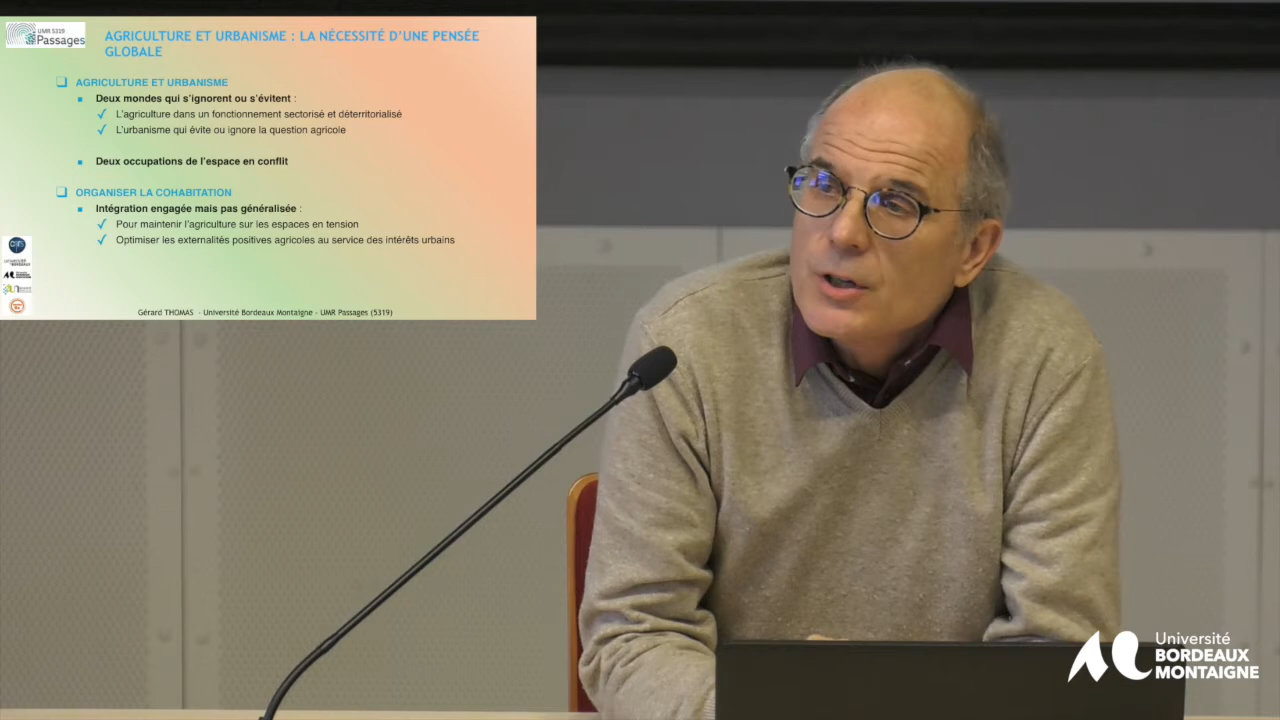 UMR 5319
Passages
AGRICULTURE ET URBANISME : LA NÉCESSITÉ D'UNE PENSÉE
GLOBALE
AGRICULTURE ET URBANISME
Deux mondes qui s'ignorent ou s'évitent :
L'agriculture dans un fonctionnement sectorisé et déterritorialisé
L'urbanisme qui évite ou ignore la question agricole
Deux occupations de l'espace en conflit
ORGANISER LA COHABITATION
Intégration engagée mais pas généralisée :
Pour maintenir l'agriculture sur les espaces en tension
Optimiser les externalités positives agricoles au service des intérêts urbains
Gérard THOMAS - Université Bordeaux Montaigne - UMR Passages (5319)
Université
BORDEAUX
MONTAIGNE